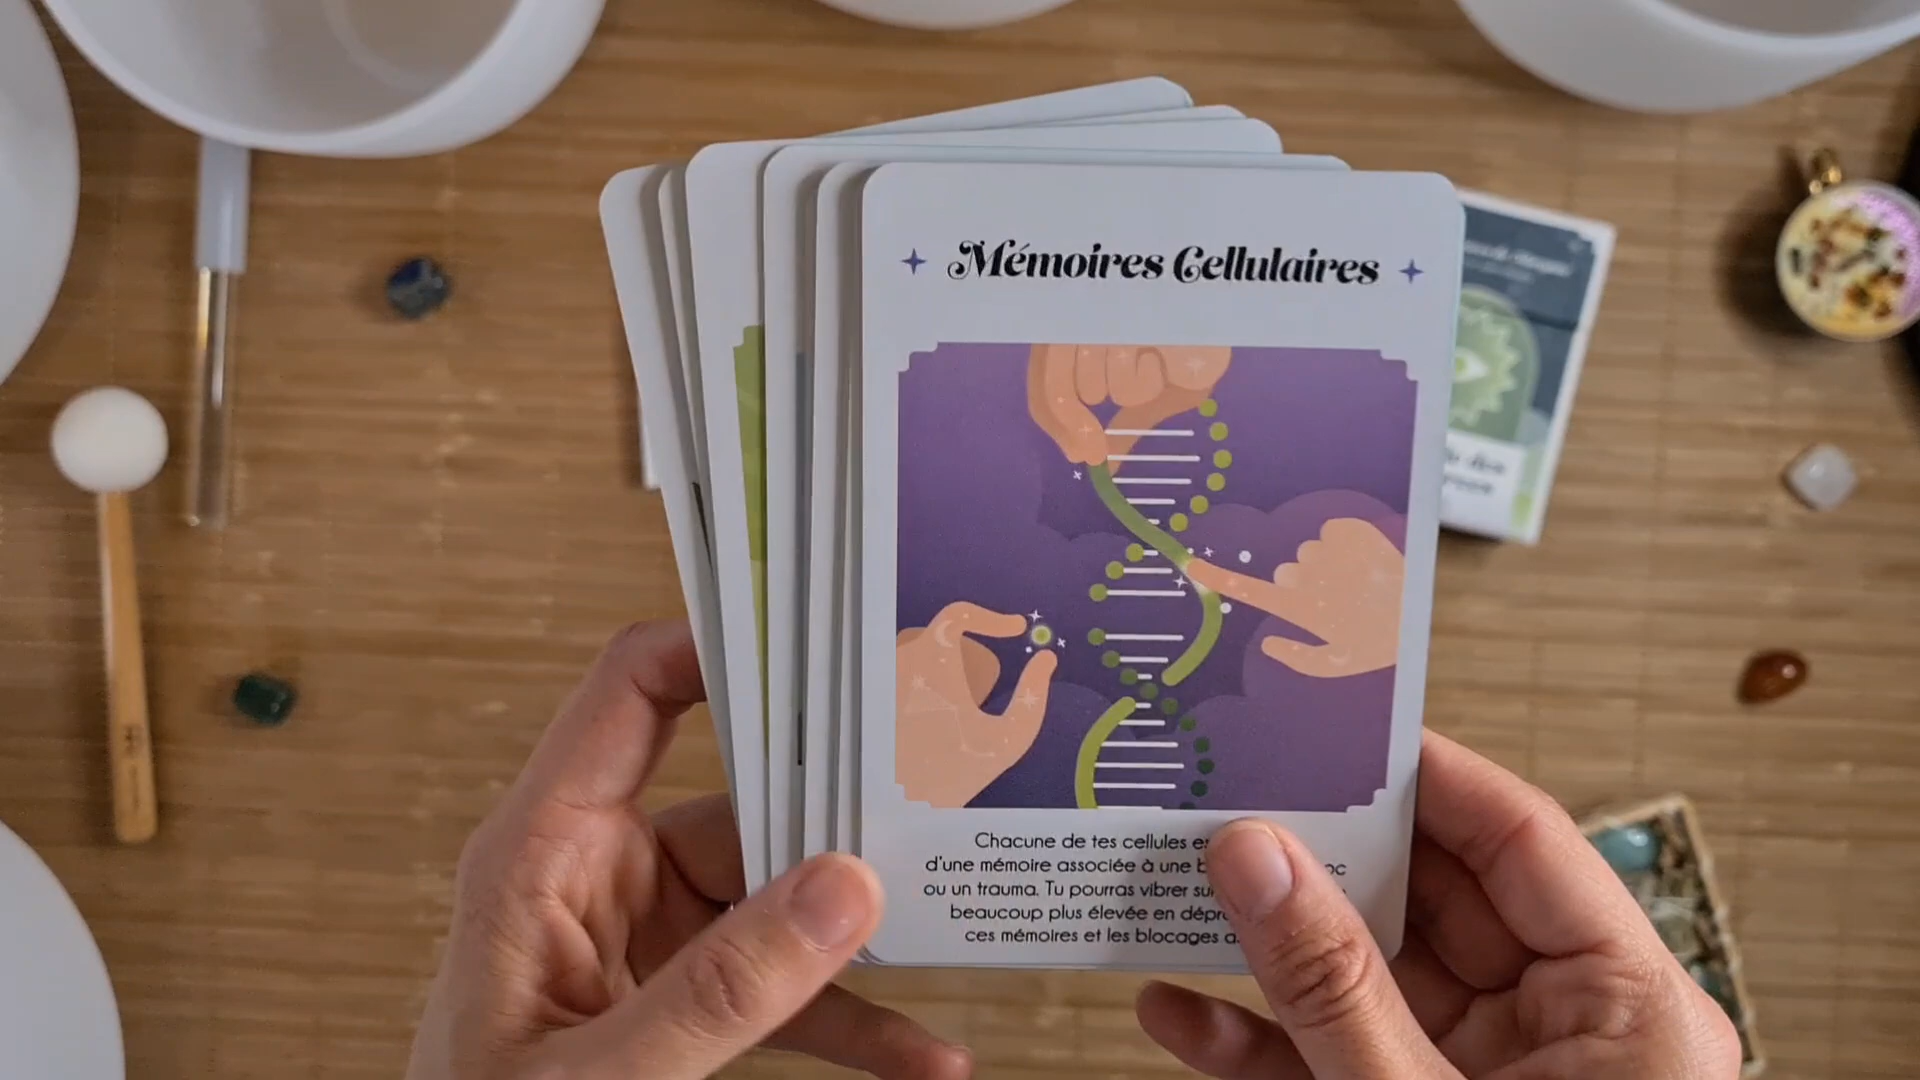 Mémoires Cellulaires
Chacune de tes cellules
d'une mémoire associée à une
ou un trauma. Tu pourras vibrer
beaucoup plus élevée en
ces mémoires et les blocages